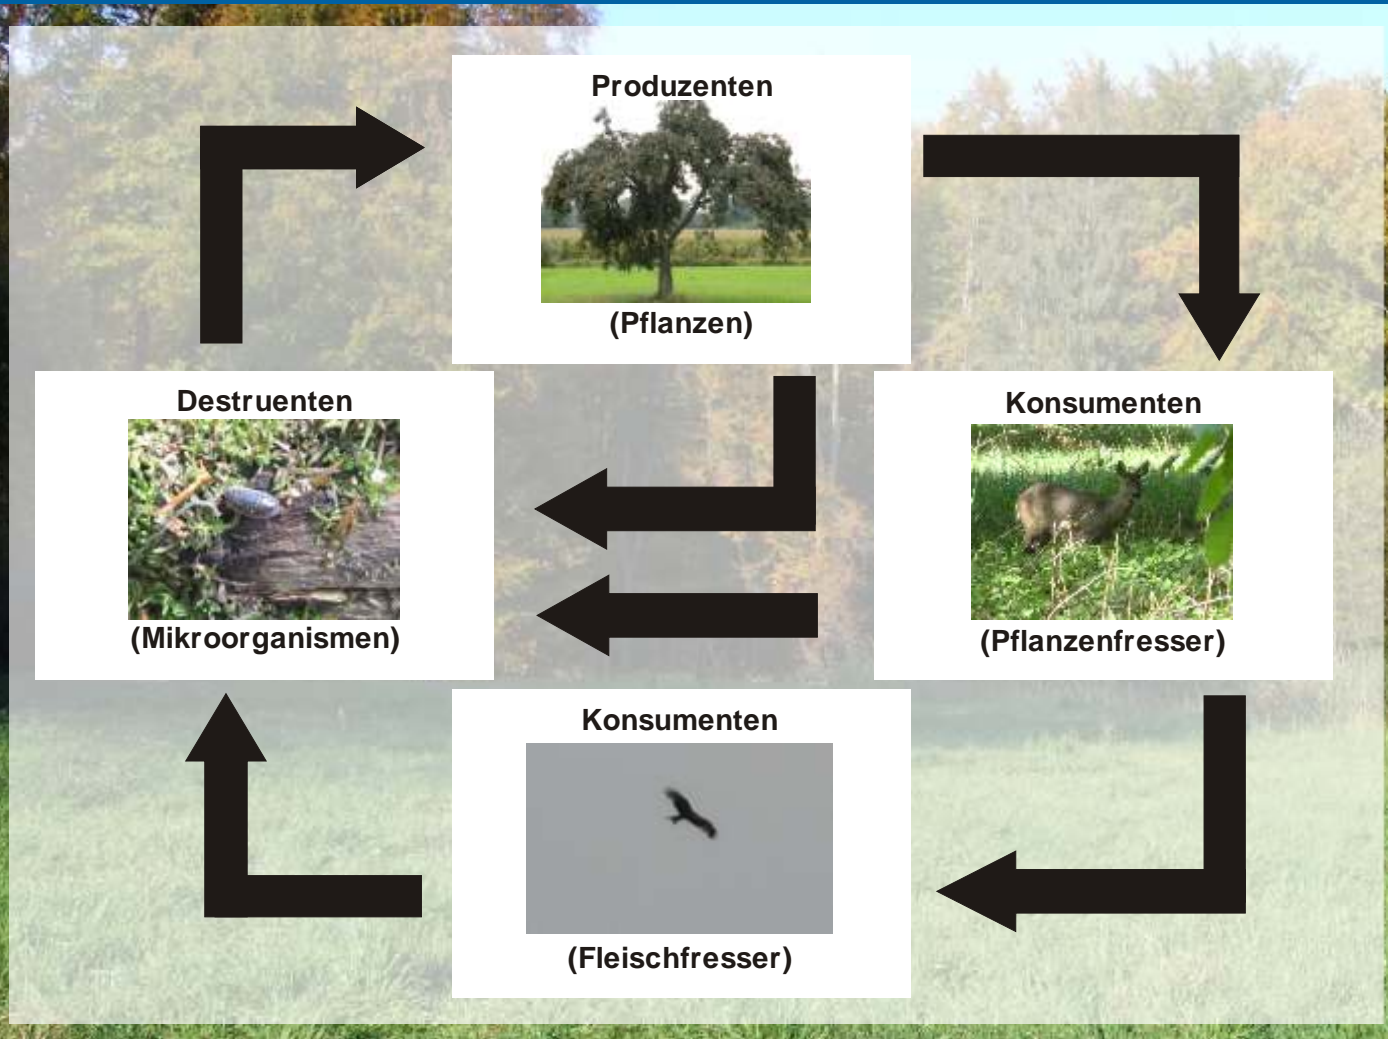 Produzenten
(Pflanzen)
Destruenten
(Mikroorganismen)
Konsumenten
(Pflanzenfresser)
Konsumenten
(Fleischfresser)